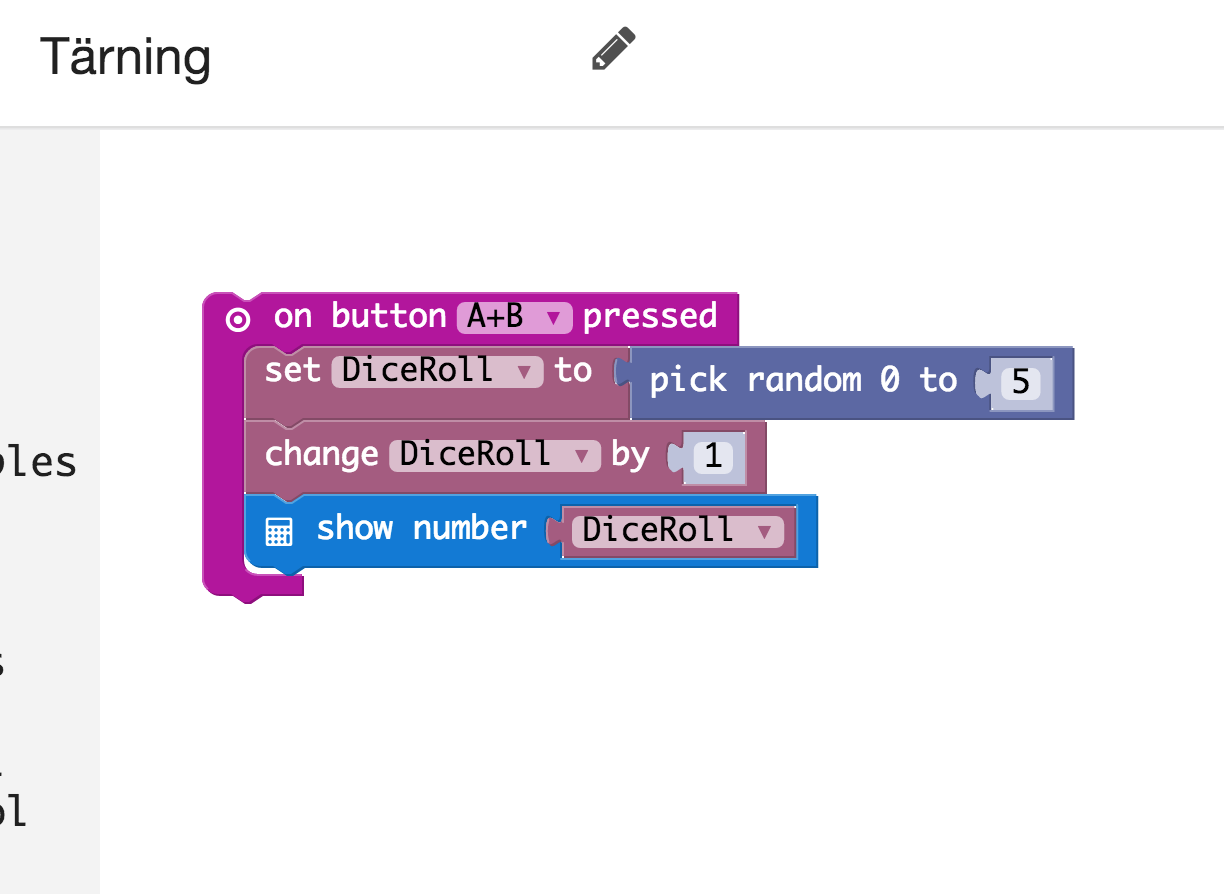 Tärning
on button A+B pressed
set DiceRoll to pick random 0 to 5
change DiceRoll by 1
bles
show number DiceRoll
s
ol